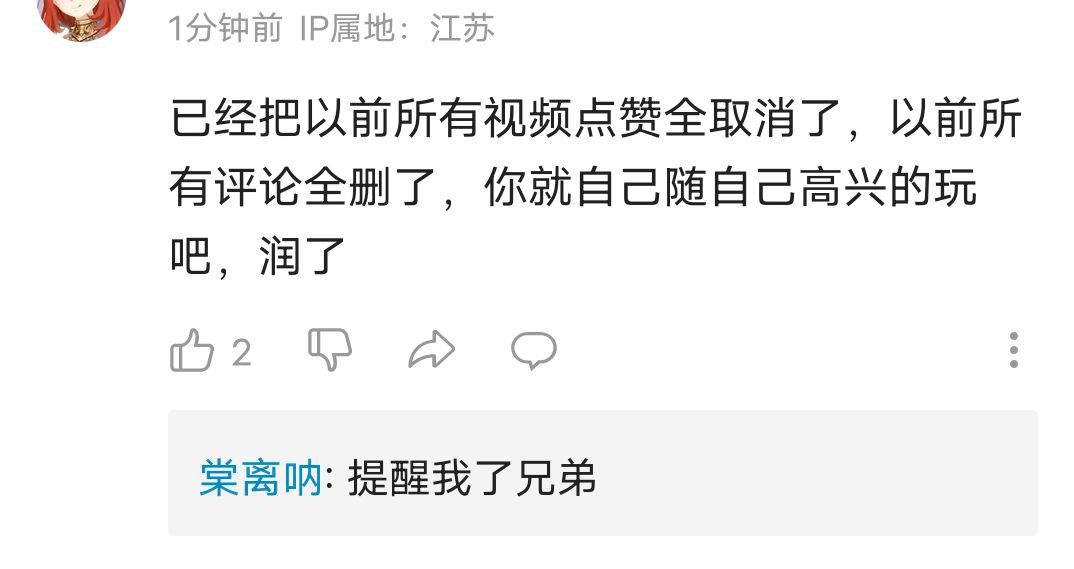 1分钟前 IP属地：江苏
已经把以前所有视频点赞全取消了，以前所
有评论全删了，你就自己随自己高兴的玩
吧，润了
2
棠离呐: 提醒我了兄弟